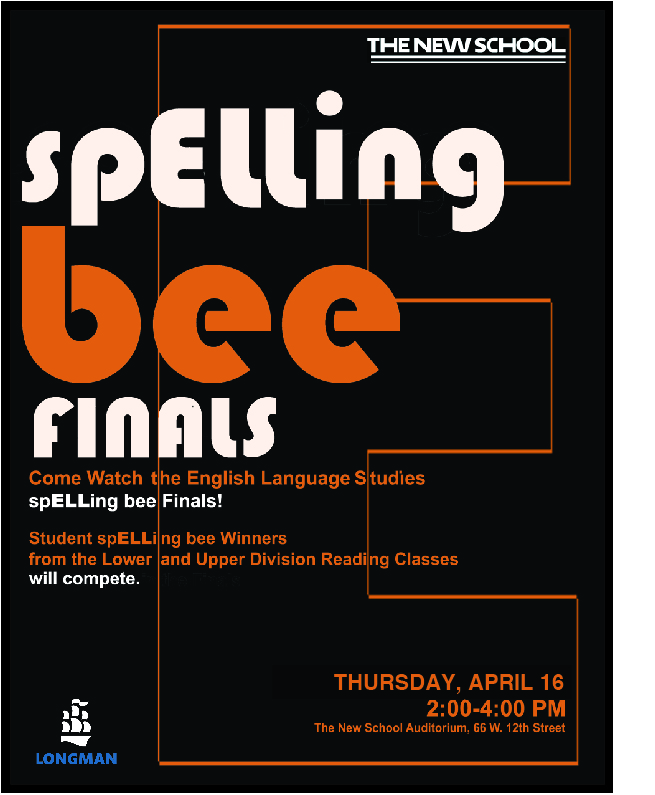 THE NEW SCHOOL
spELLing
bee
FINALS
Come Watch the English Language Studies
spELLing bee Finals!
Student spELLing bee Winners
from the Lower and Upper Division Reading Classes
will compete.
THURSDAY, APRIL 16
2:00-4:00 PM
The New School Auditorium, 66 W. 12th Street
LONGMAN